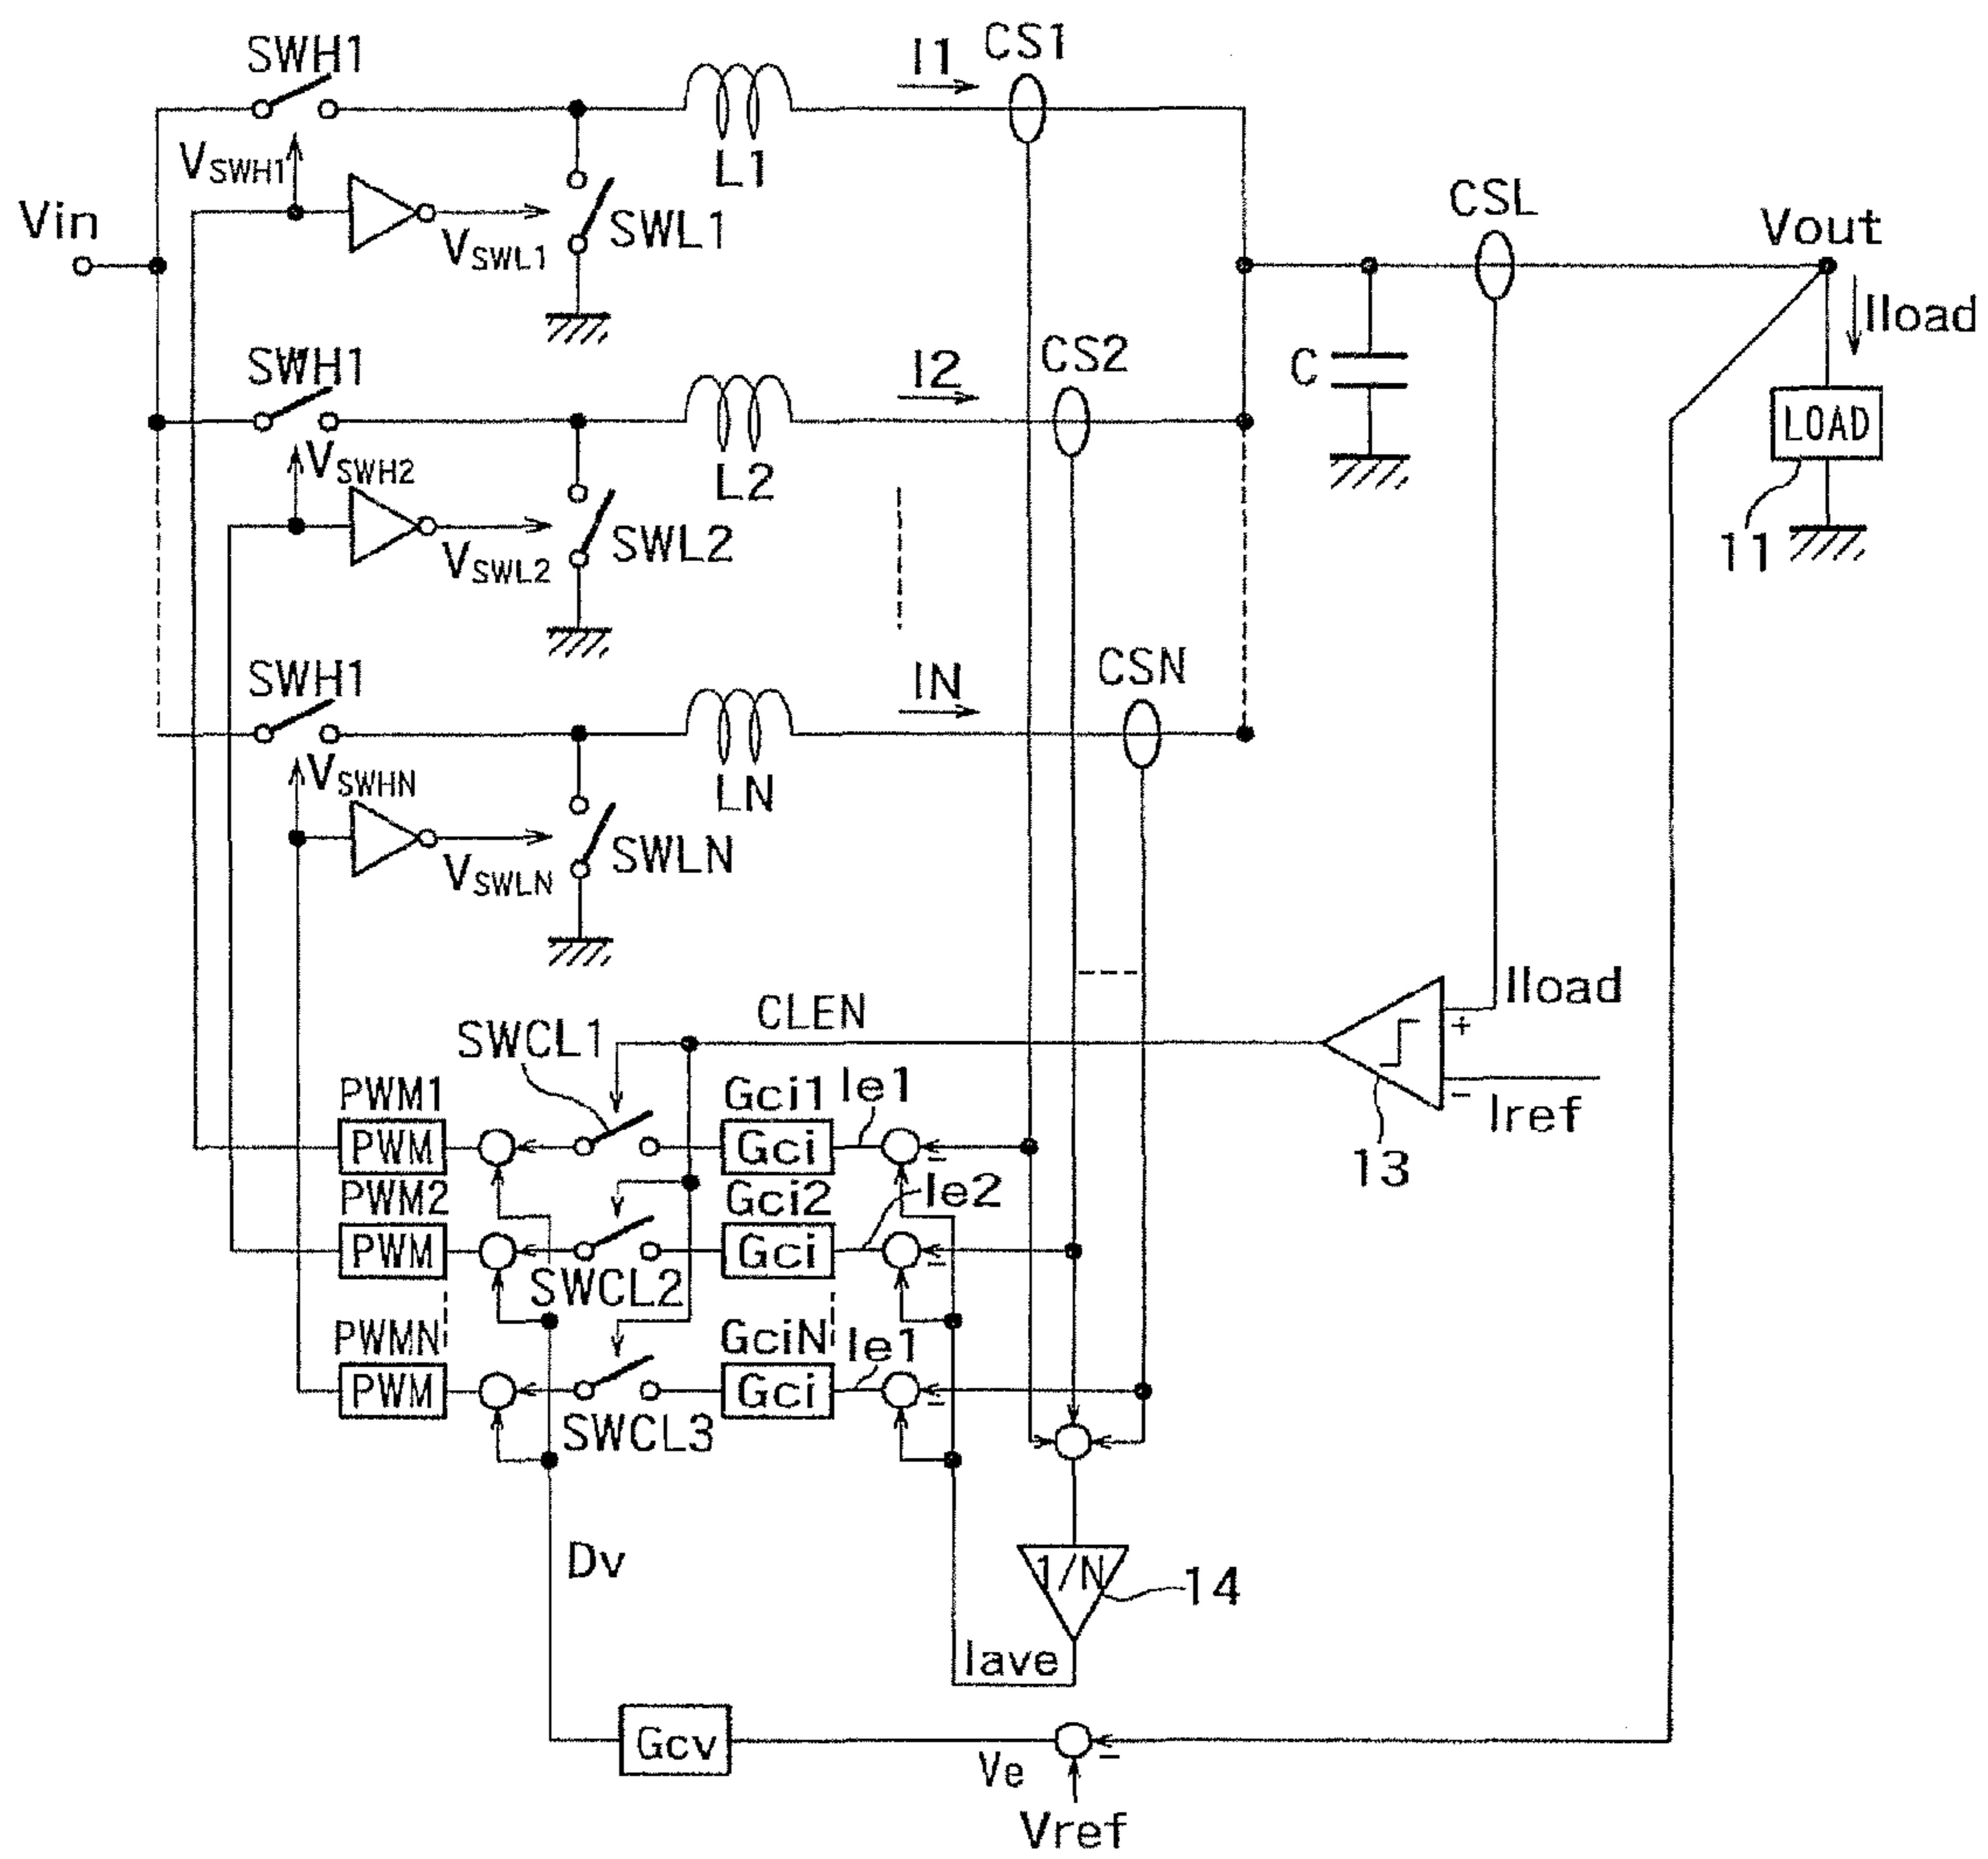 SWH1
I1
CS1
VSWH1
L1
Vin
VSWL1
SWL1
CSL
Vout
Iload
SWH1
I2
CS2
C
LOAD
VSWH2
L2
VSWL2
SWL2
11
SWH1
IN
CSN
VSWHN
LN
VSWLN
SWLN
Iload
CLEN
SWCL1
+
−
Iref
13
PWM1
PWM
Gci1
Gci
Ie1
−
PWM2
PWM
Gci2
Gci
Ie2
−
SWCL2
PWMN
PWM
GciN
Gci
Ie1
−
SWCL3
Dv
1/N
14
Iave
Gcv
Ve
−
Vref